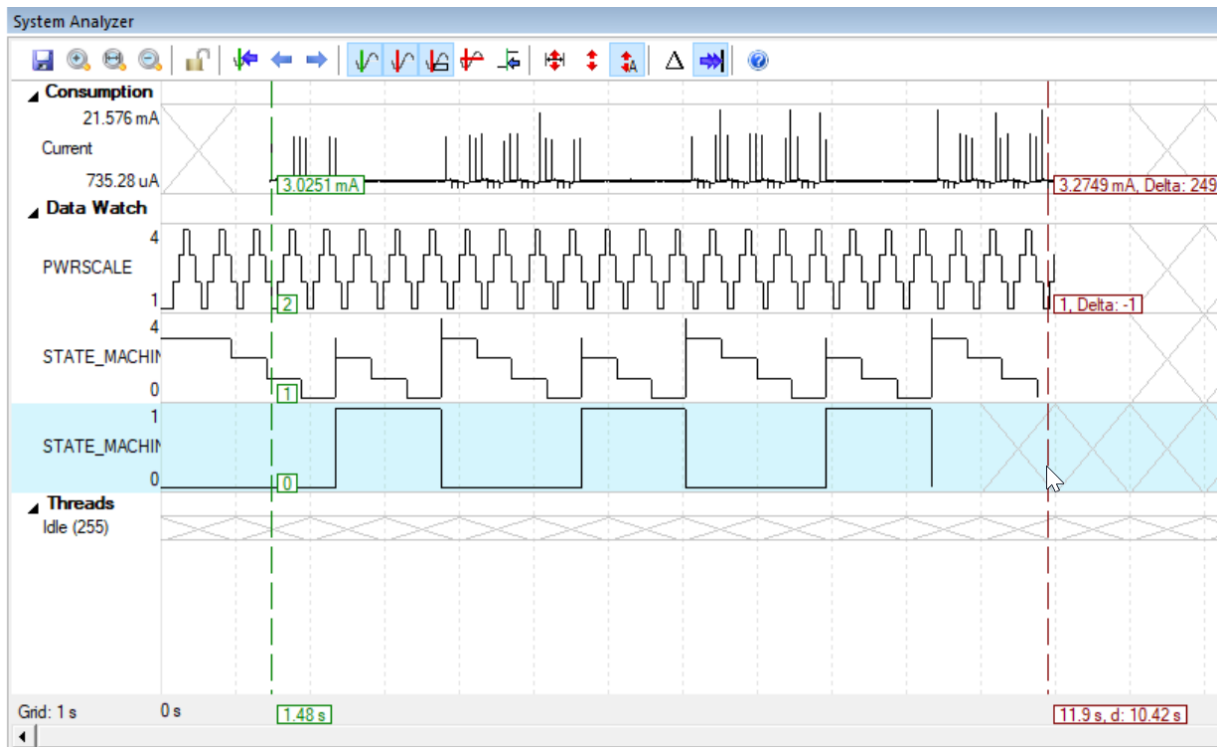 System Analyzer
Consumption
21.576 mA
Current
735.28 uA
3.0251 mA
3.2749 mA, Delta: 249
Data Watch
4
PWRSCALE
1
2
1, Delta: -1
4
STATE_MACHIN
0
1
1
STATE_MACHIN
0
0
Threads
Idle (255)
Grid: 1 s
0 s
1.48 s
11.9 s, d: 10.42 s